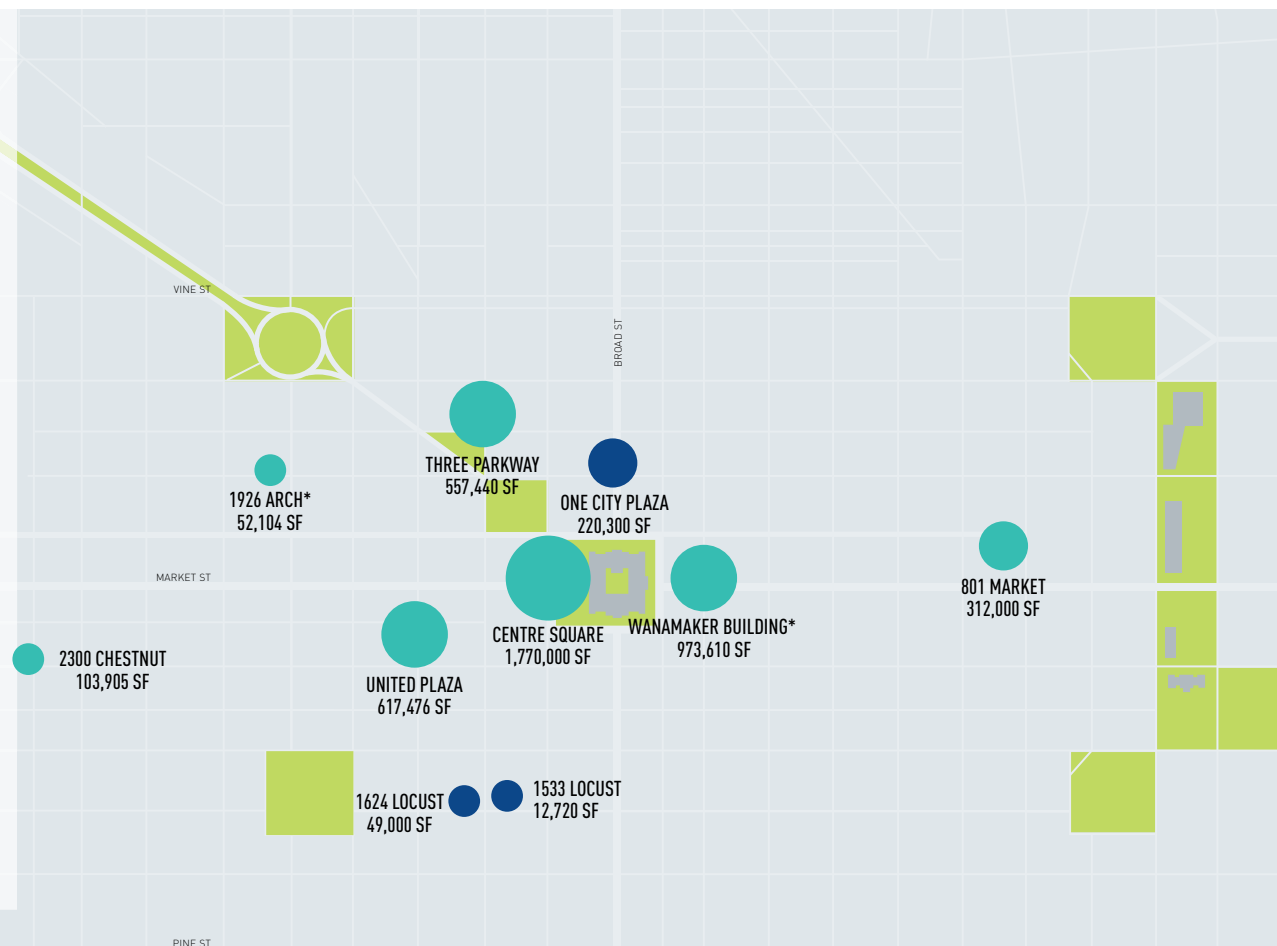 VINE ST
BROAD ST
THREE PARKWAY
557,440 SF
1926 ARCH*
52,104 SF
ONE CITY PLAZA
220,300 SF
MARKET ST
801 MARKET
312,000 SF
CENTRE SQUARE
1,770,000 SF
WANAMAKER BUILDING*
973,610 SF
2300 CHESTNUT
103,905 SF
UNITED PLAZA
617,476 SF
1624 LOCUST
49,000 SF
1533 LOCUST
12,720 SF
PINE ST